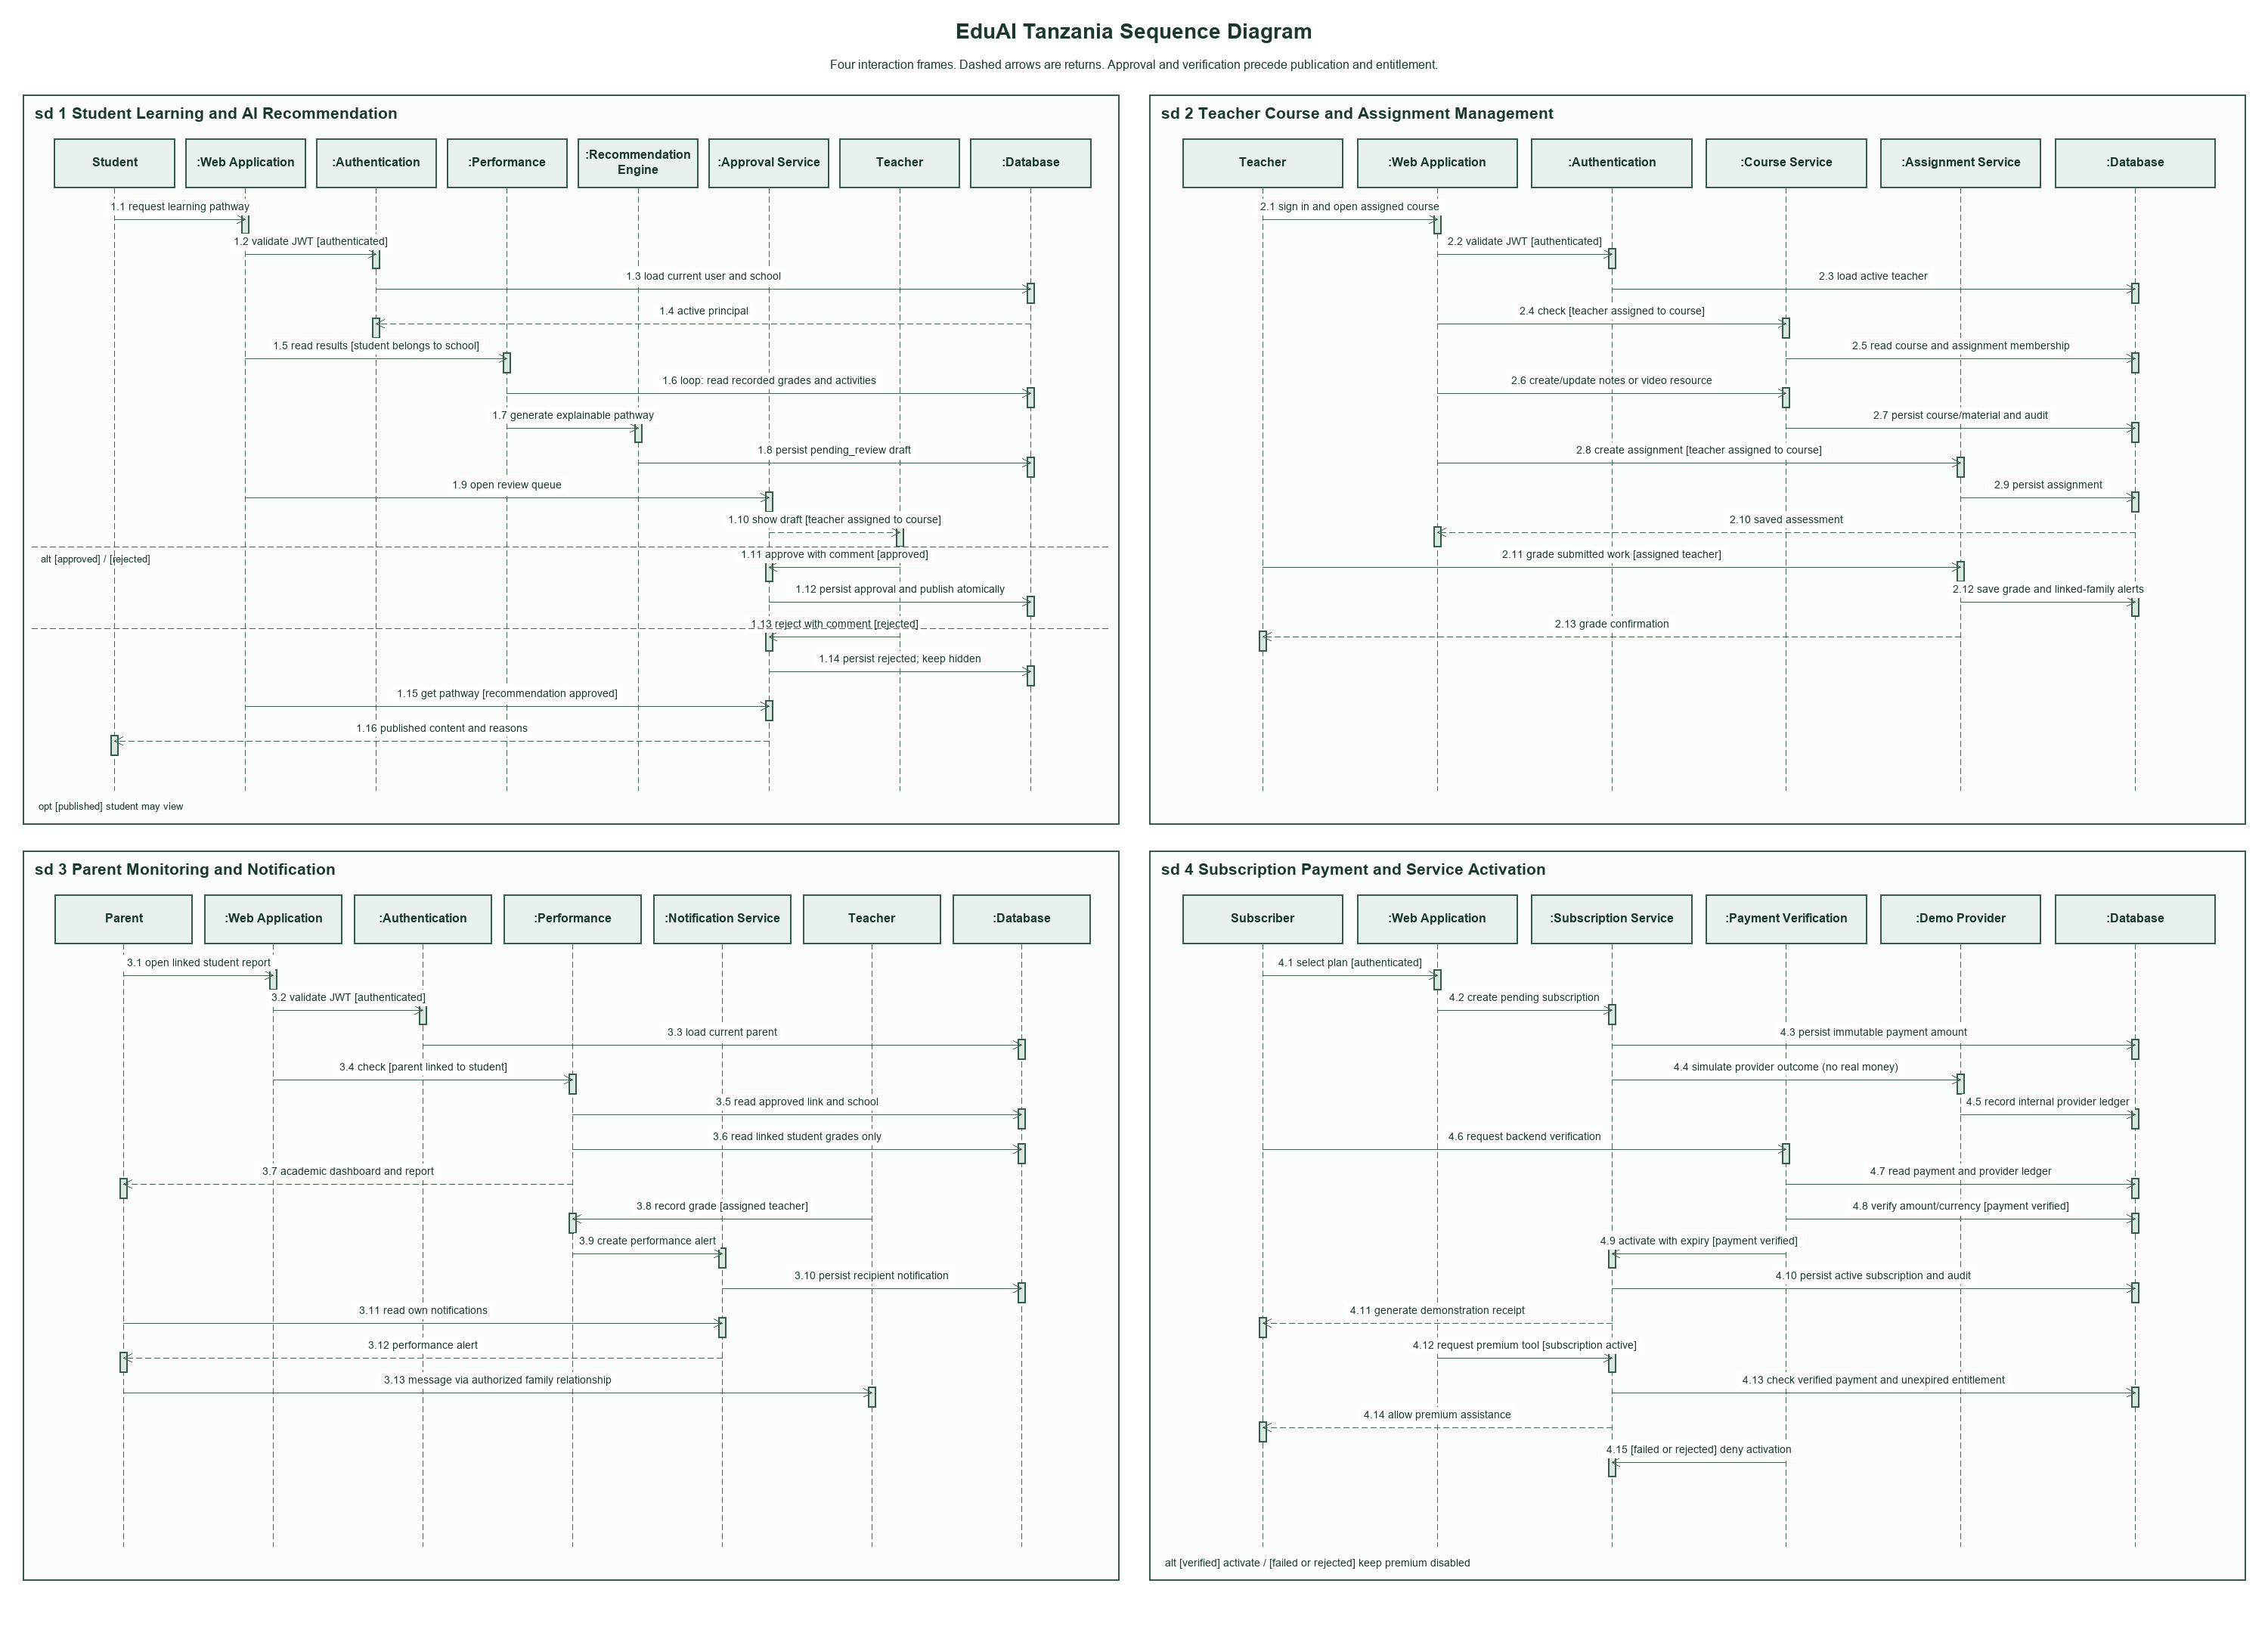 EduAI Tanzania Sequence Diagram
Four interaction frames. Dashed arrows are returns. Approval and verification precede publication and entitlement.
sd 1 Student Learning and AI Recommendation
Student
:Web Application
:Authentication
:Performance
:Recommendation
Engine
:Approval Service
Teacher
:Database
1.1 request learning pathway
1.2 validate JWT [authenticated]
1.3 load current user and school
1.4 active principal
1.5 read results [student belongs to school]
1.6 loop: read recorded grades and activities
1.7 generate explainable pathway
1.8 persist pending_review draft
1.9 open review queue
1.10 show draft [teacher assigned to course]
alt [approved] / [rejected]
1.11 approve with comment [approved]
1.12 persist approval and publish atomically
1.13 reject with comment [rejected]
1.14 persist rejected; keep hidden
1.15 get pathway [recommendation approved]
1.16 published content and reasons
opt [published] student may view
sd 2 Teacher Course and Assignment Management
Teacher
:Web Application
:Authentication
:Course Service
:Assignment Service
:Database
2.1 sign in and open assigned course
2.2 validate JWT [authenticated]
2.3 load active teacher
2.4 check [teacher assigned to course]
2.5 read course and assignment membership
2.6 create/update notes or video resource
2.7 persist course/material and audit
2.8 create assignment [teacher assigned to course]
2.9 persist assignment
2.10 saved assessment
2.11 grade submitted work [assigned teacher]
2.12 save grade and linked-family alerts
2.13 grade confirmation
sd 3 Parent Monitoring and Notification
Parent
:Web Application
:Authentication
:Performance
:Notification Service
Teacher
:Database
3.1 open linked student report
3.2 validate JWT [authenticated]
3.3 load current parent
3.4 check [parent linked to student]
3.5 read approved link and school
3.6 read linked student grades only
3.7 academic dashboard and report
3.8 record grade [assigned teacher]
3.9 create performance alert
3.10 persist recipient notification
3.11 read own notifications
3.12 performance alert
3.13 message via authorized family relationship
sd 4 Subscription Payment and Service Activation
Subscriber
:Web Application
:Subscription Service
:Payment Verification
:Demo Provider
:Database
4.1 select plan [authenticated]
4.2 create pending subscription
4.3 persist immutable payment amount
4.4 simulate provider outcome (no real money)
4.5 record internal provider ledger
4.6 request backend verification
4.7 read payment and provider ledger
4.8 verify amount/currency [payment verified]
4.9 activate with expiry [payment verified]
4.10 persist active subscription and audit
4.11 generate demonstration receipt
4.12 request premium tool [subscription active]
4.13 check verified payment and unexpired entitlement
4.14 allow premium assistance
4.15 [failed or rejected] deny activation
alt [verified] activate / [failed or rejected] keep premium disabled